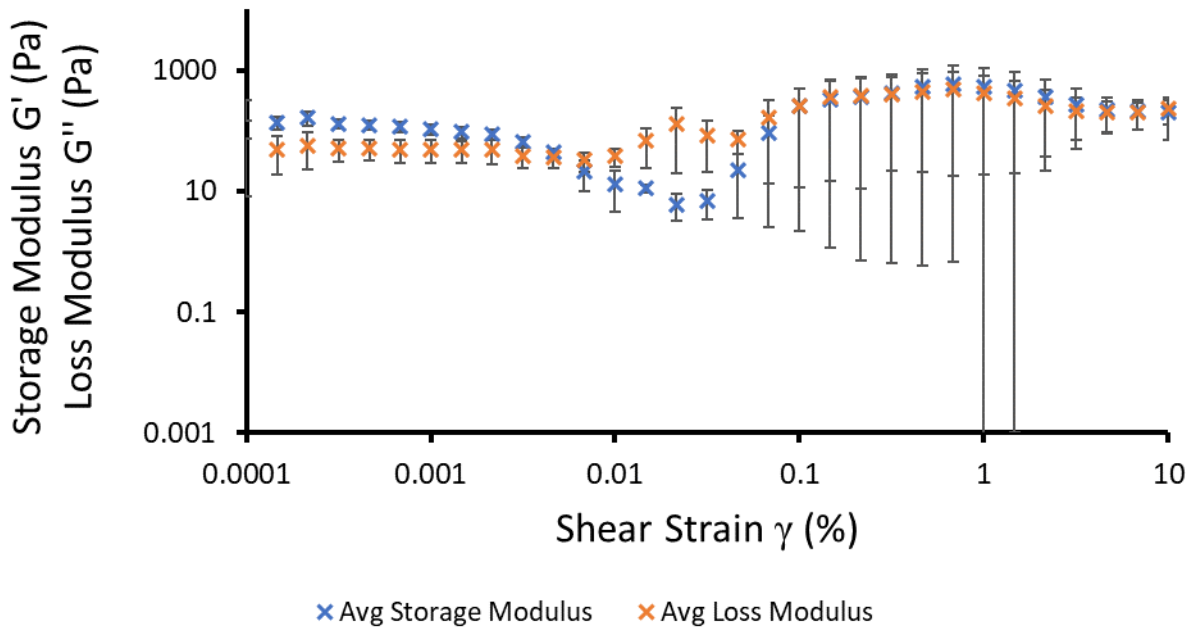 Storage Modulus G' (Pa)
Loss Modulus G'' (Pa)
1000
10
0.1
0.001
0.0001
0.001
0.01
0.1
1
10
Shear Strain γ (%)
Avg Storage Modulus
Avg Loss Modulus